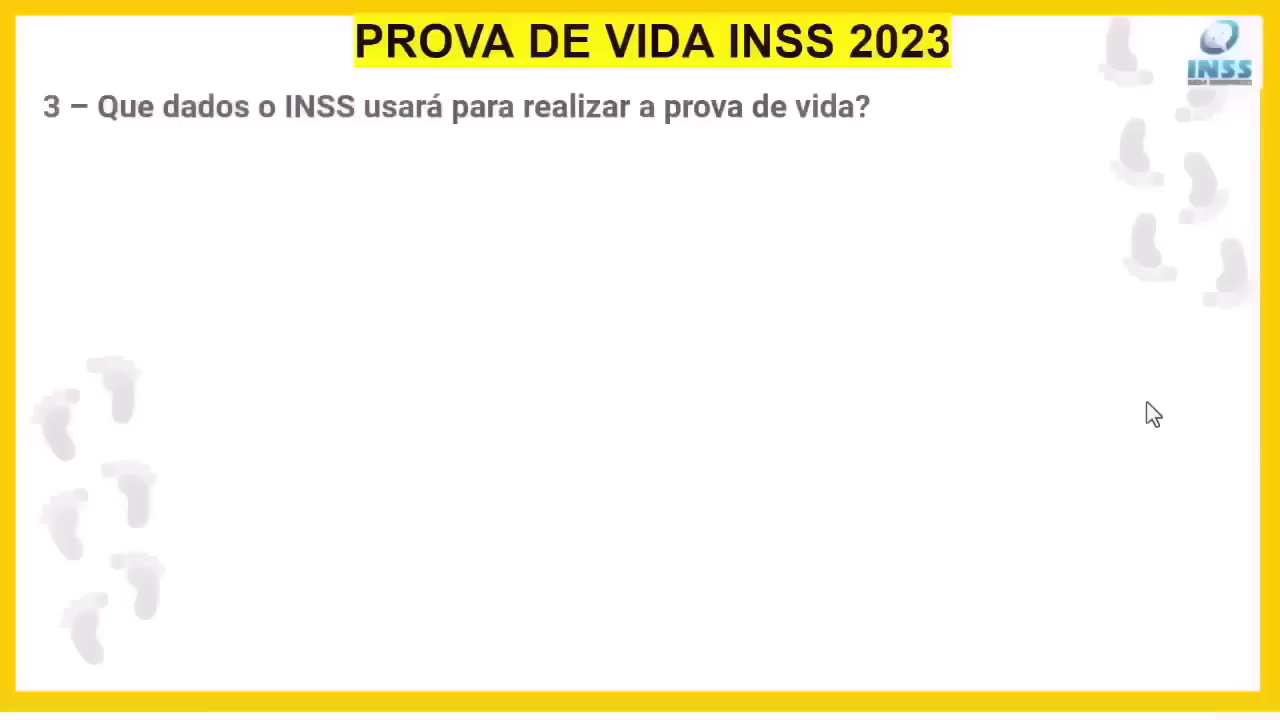 PROVA DE VIDA INSS 2023
INSS
3 – Que dados o INSS usará para realizar a prova de vida?